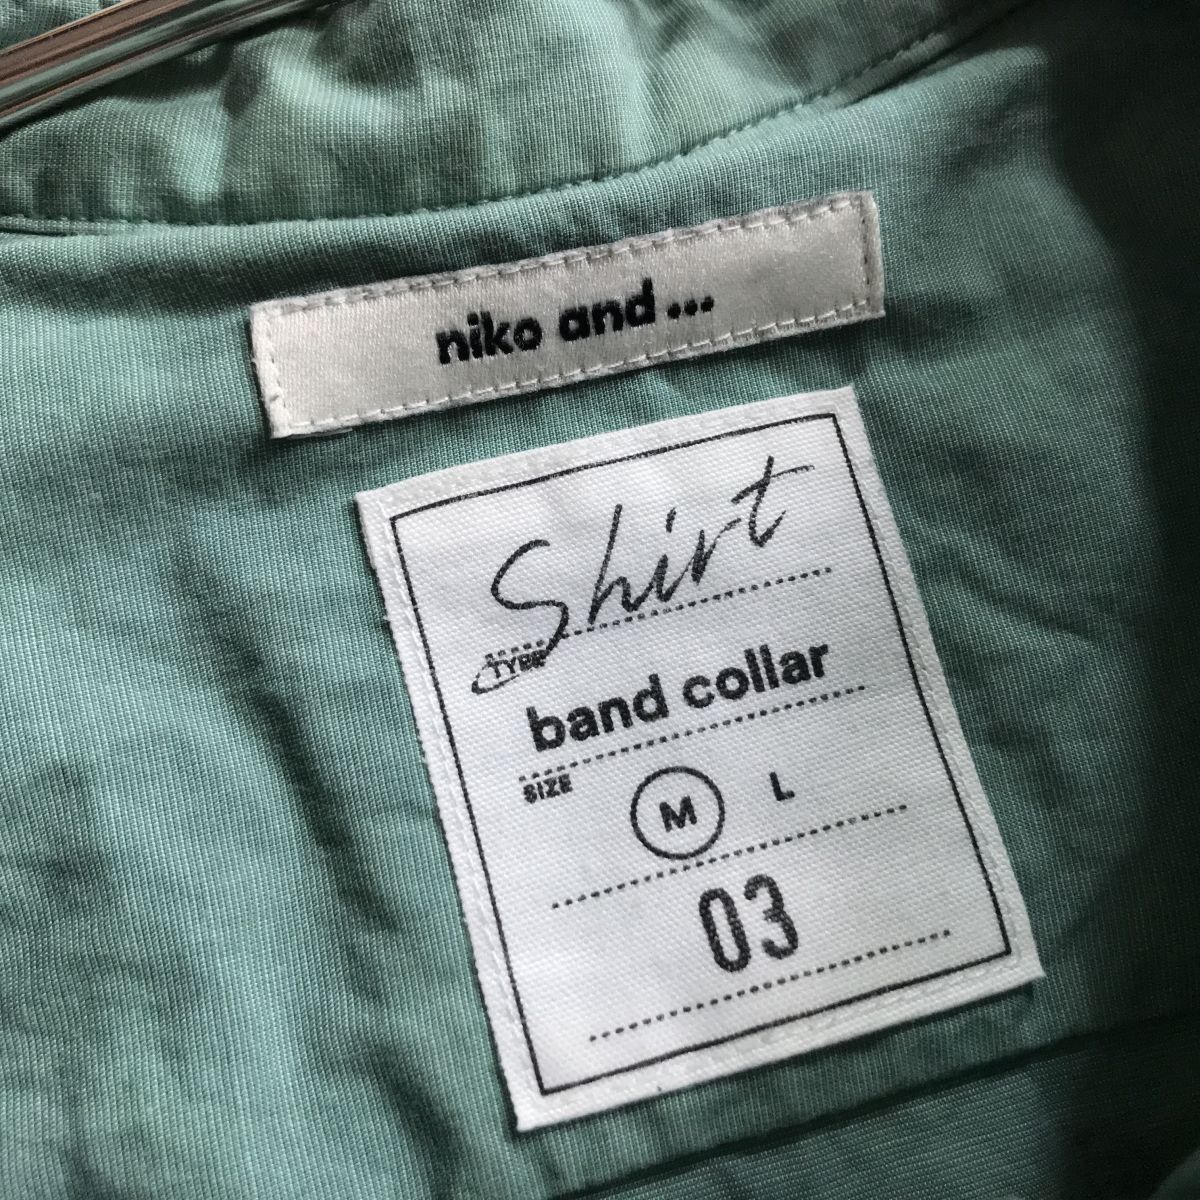 niko and...
Shirt
TYPE
band collar
SIZE M L
03